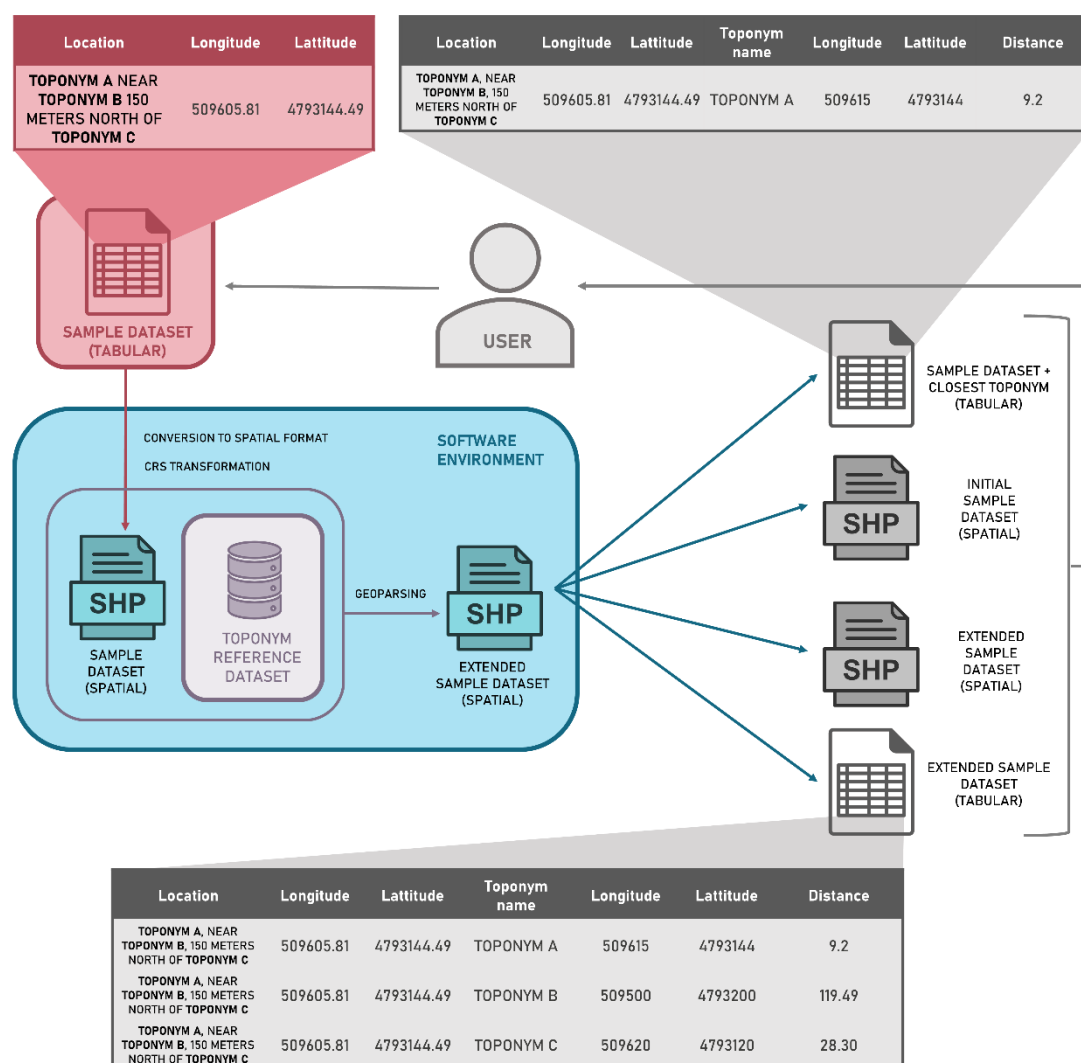 Location Longitude Lattitude
TOPONYM A NEAR
TOPONYM B 150
METERS NORTH OF
TOPONYM C
509605.81 4793144.49
Location Longitude Lattitude Toponym name Longitude Lattitude Distance
TOPONYM A, NEAR
TOPONYM B, 150
METERS NORTH OF
TOPONYM C
509605.81 4793144.49 TOPONYM A 509615 4793144 9.2
SAMPLE DATASET
(TABULAR)
USER
SAMPLE DATASET +
CLOSEST TOPONYM
(TABULAR)
CONVERSION TO SPATIAL FORMAT
CRS TRANSFORMATION
SOFTWARE
ENVIRONMENT
SHP
SAMPLE
DATASET
(SPATIAL)
TOPONYM
REFERENCE
DATASET
GEOPARSING
SHP
EXTENDED
SAMPLE DATASET
(SPATIAL)
SHP
INITIAL
SAMPLE
DATASET
(SPATIAL)
SHP
EXTENDED
SAMPLE
DATASET
(SPATIAL)
EXTENDED SAMPLE
DATASET
(TABULAR)
Location Longitude Lattitude Toponym name Longitude Lattitude Distance
TOPONYM A, NEAR
TOPONYM B, 150 METERS
NORTH OF TOPONYM C
509605.81 4793144.49 TOPONYM A 509615 4793144 9.2
TOPONYM A, NEAR
TOPONYM B, 150 METERS
NORTH OF TOPONYM C
509605.81 4793144.49 TOPONYM B 509500 4793200 119.49
TOPONYM A, NEAR
TOPONYM B, 150 METERS
NORTH OF TOPONYM C
509605.81 4793144.49 TOPONYM C 509620 4793120 28.30